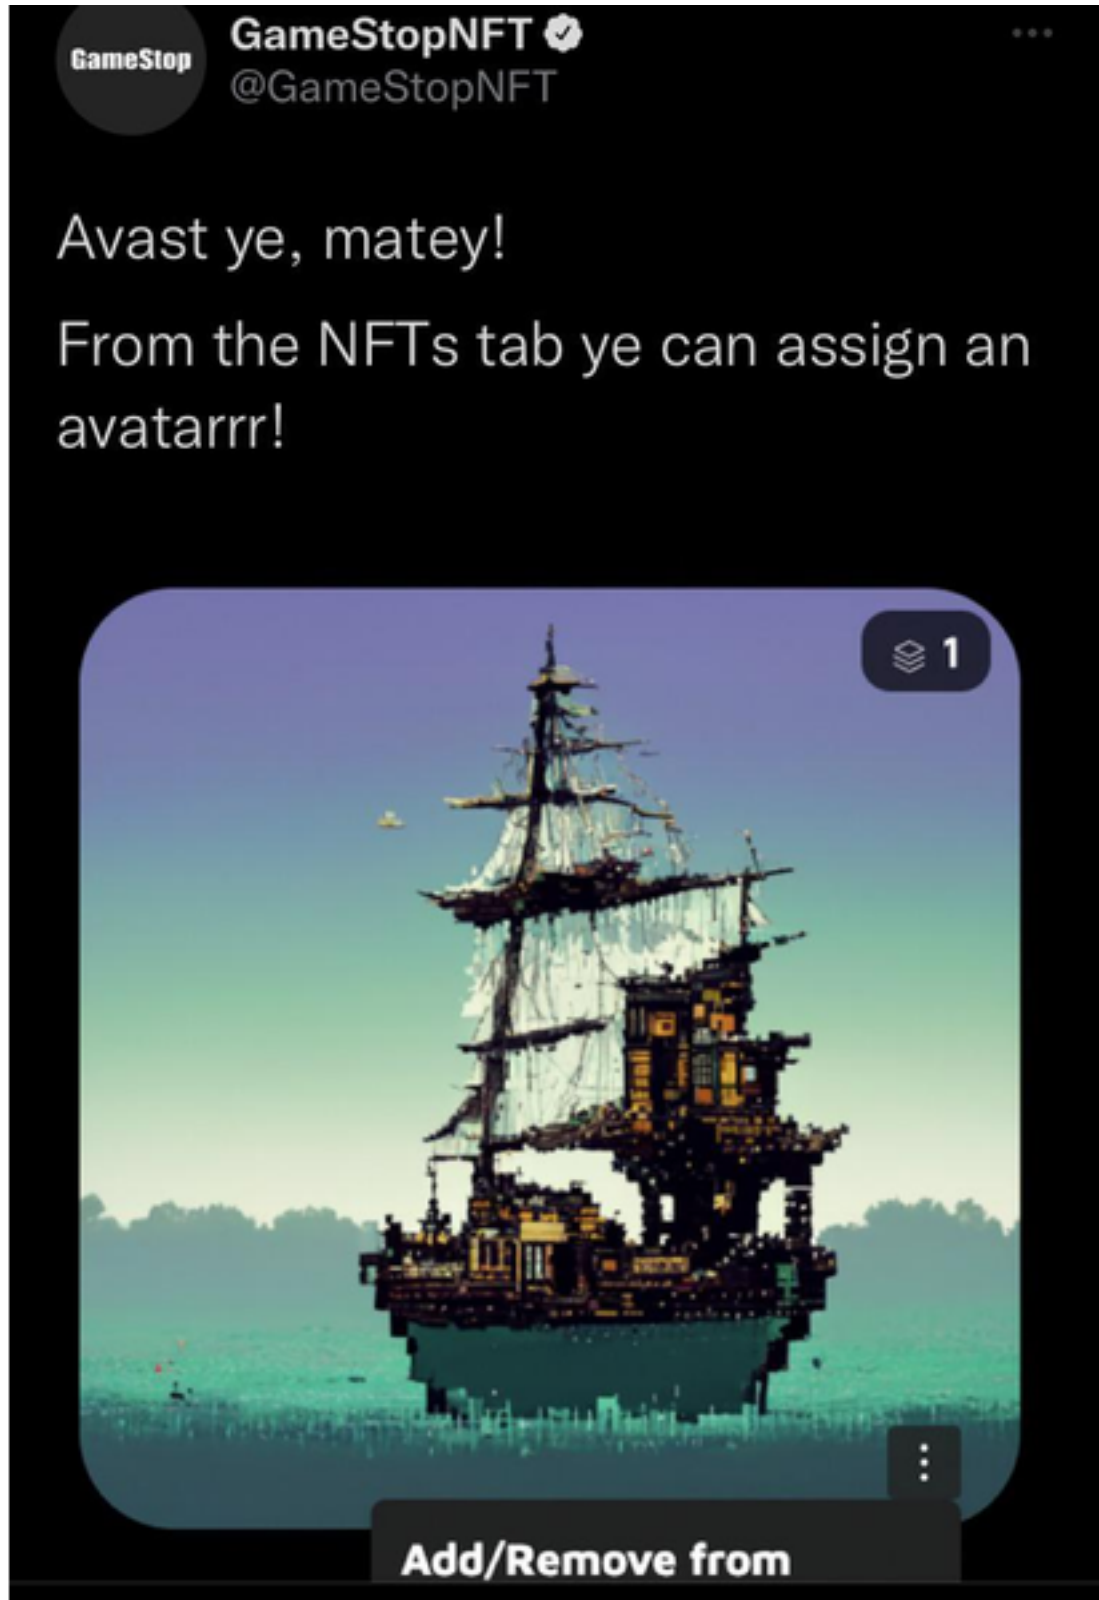 GameStop
GameStopNFT
@GameStopNFT
Avast ye, matey!
From the NFTs tab ye can assign an
avatarrr!
1
Add/Remove from